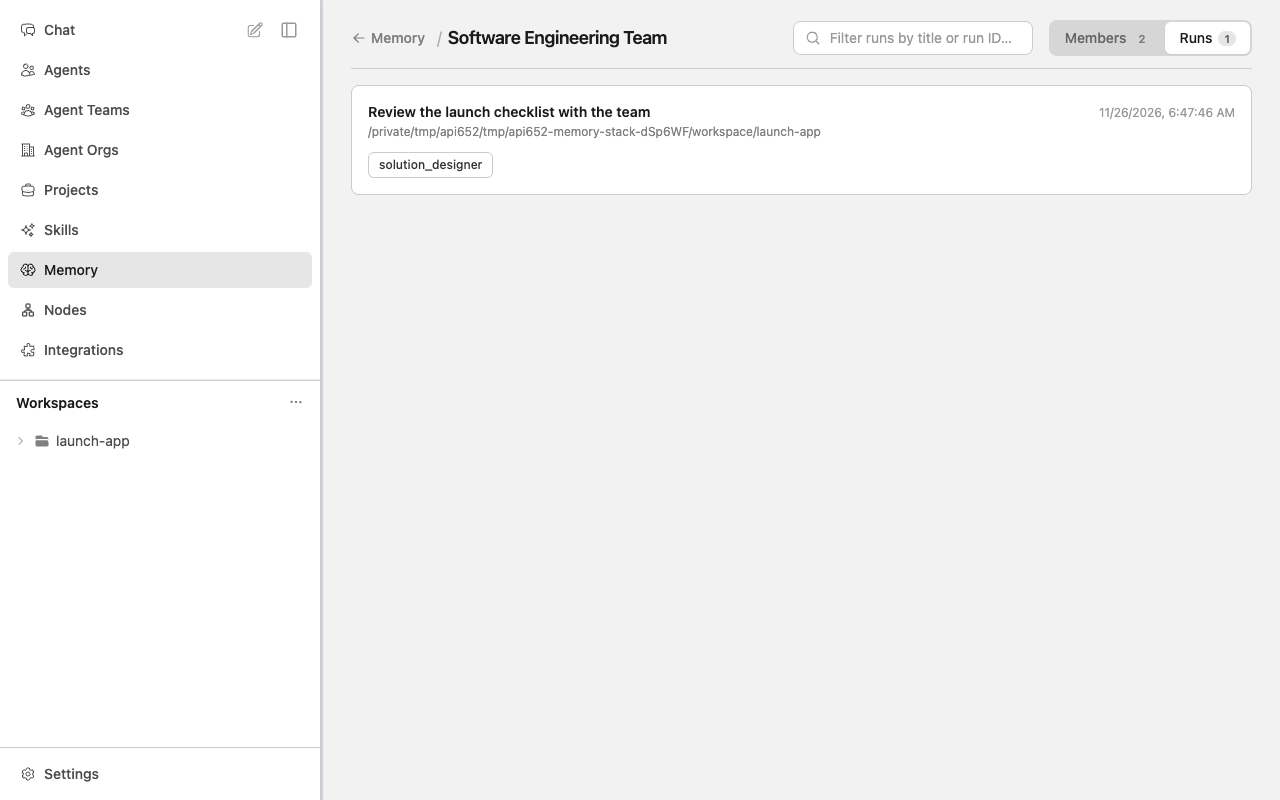 Chat
Agents
Agent Teams
Agent Orgs
Projects
Skills
Memory
Nodes
Integrations
Workspaces
launch-app
Settings
Memory / Software Engineering Team
Filter runs by title or run ID...
Members 2
Runs 1
Review the launch checklist with the team
11/26/2026, 6:47:46 AM
/private/tmp/api652/tmp/api652-memory-stack-dSp6WF/workspace/launch-app
solution_designer